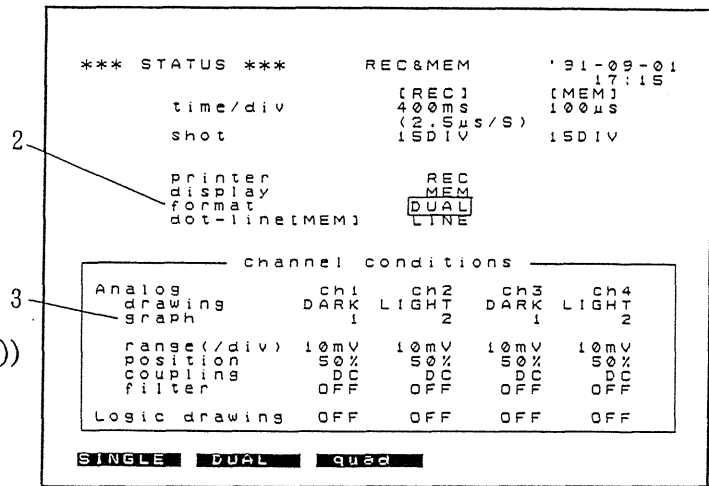 *** STATUS *** REC&MEM '91-09-01
17:15
[REC] [MEM]
time/div 400ms 100µs
(2.5µs/S)
shot 15DIV 15DIV
2
printer REC
display MEM
format DUAL
dot-line[MEM] LINE
channel conditions
Analog ch1 ch2 ch3 ch4
drawing DARK LIGHT DARK LIGHT
3
graph 1 2 1 2
range(/div) 10mV 10mV 10mV 10mV
))
position 50% 50% 50% 50%
coupling DC DC DC DC
filter OFF OFF OFF OFF
Logic drawing OFF OFF OFF OFF
SINGLE DUAL quad